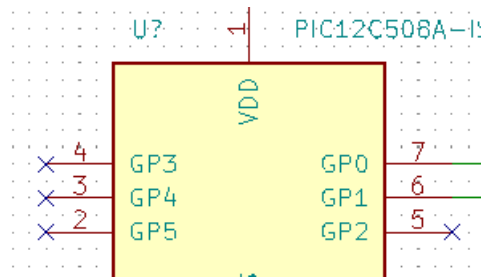 U? 1 PIC12C508A-I
VDD
4 GP3 GP0 7
3 GP4 GP1 6
2 GP5 GP2 5